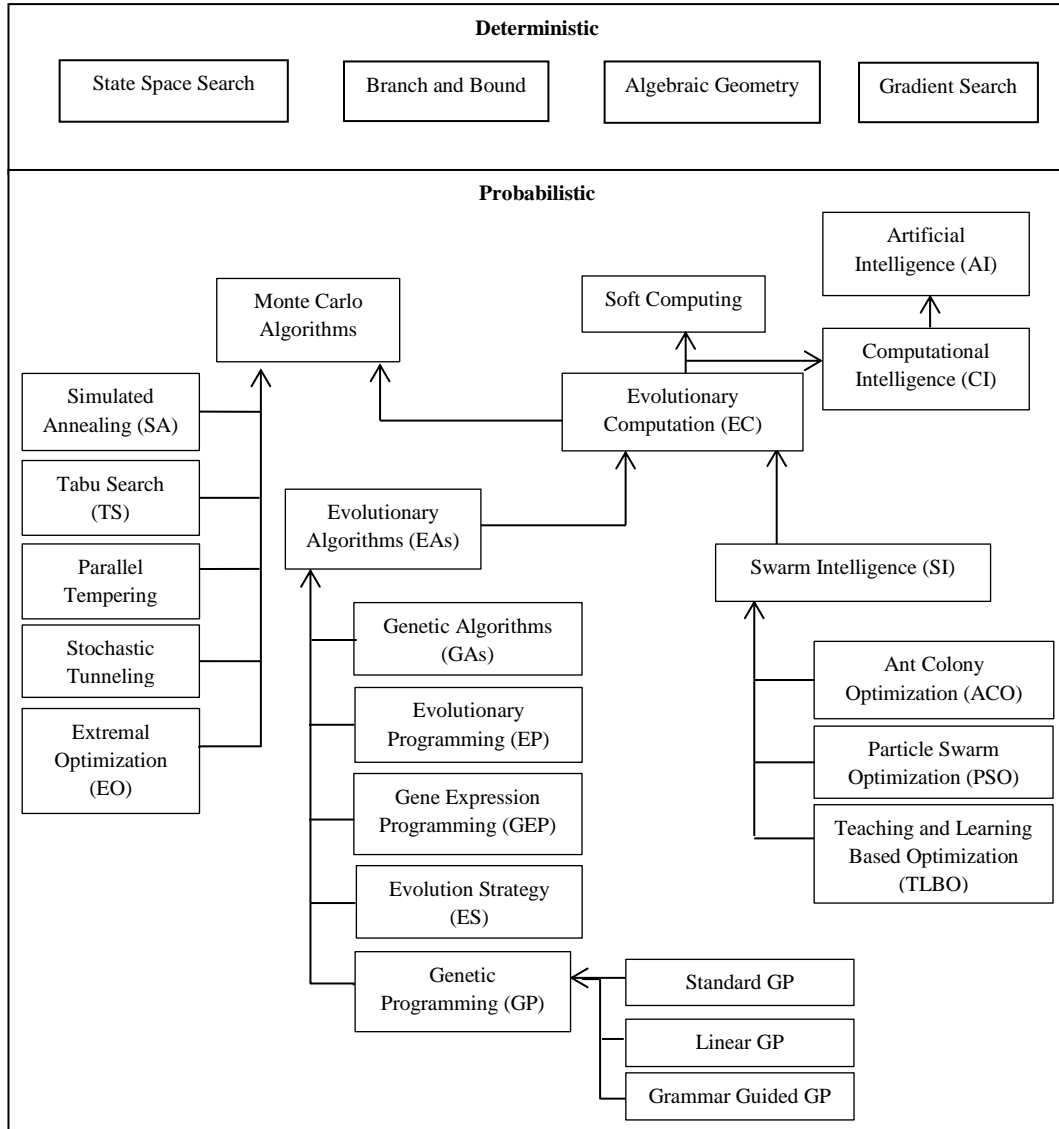 Deterministic
State Space Search
Branch and Bound
Algebraic Geometry
Gradient Search
Probabilistic
Artificial
Intelligence (AI)
Soft Computing
Monte Carlo
Algorithms
Computational
Intelligence (CI)
Evolutionary
Computation (EC)
Simulated
Annealing (SA)
Tabu Search
(TS)
Parallel
Tempering
Stochastic
Tunneling
Extremal
Optimization
(EO)
Evolutionary
Algorithms (EAs)
Swarm Intelligence (SI)
Genetic Algorithms
(GAs)
Evolutionary
Programming (EP)
Gene Expression
Programming (GEP)
Evolution Strategy
(ES)
Genetic
Programming (GP)
Ant Colony
Optimization (ACO)
Particle Swarm
Optimization (PSO)
Teaching and Learning
Based Optimization
(TLBO)
Standard GP
Linear GP
Grammar Guided GP